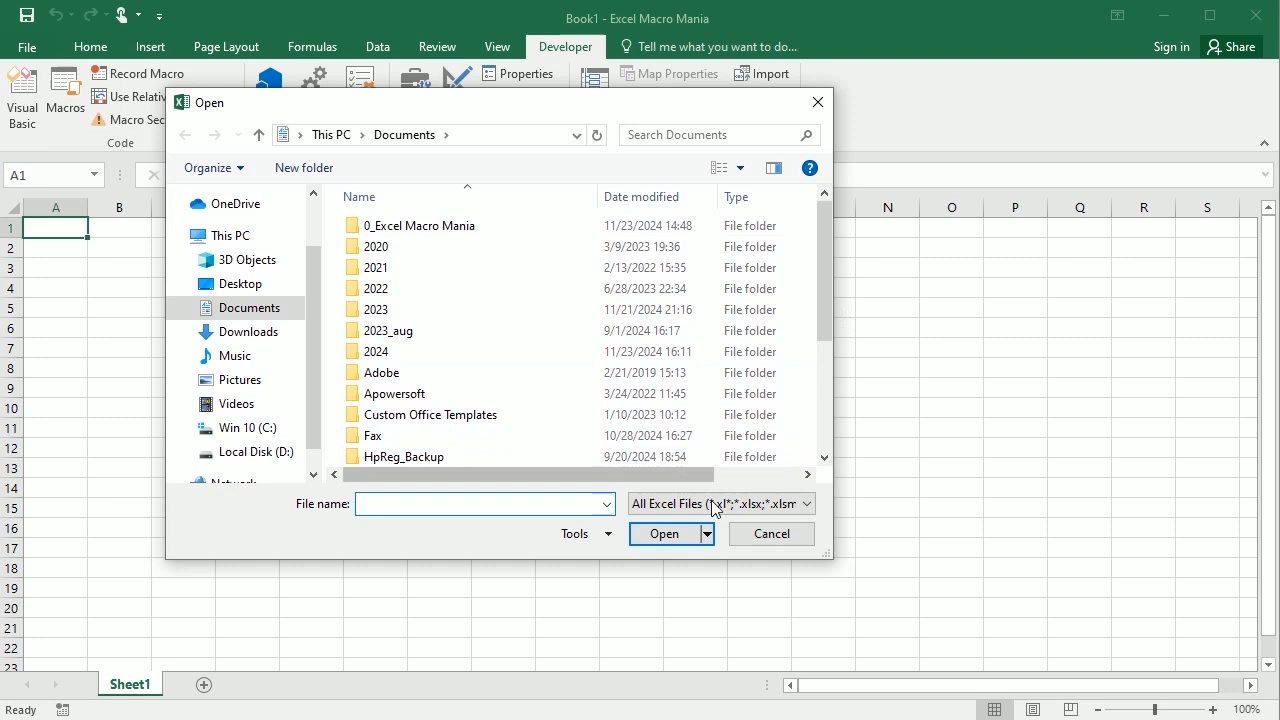 Book1 - Excel Macro Mania
File Home Insert Page Layout Formulas Data Review View Developer Tell me what you want to do... Sign in Share
Visual Basic
Macros
Record Macro
Use Relativ
Macro Sec
Code
Properties
Map Properties
Import
Open
This PC Documents
Search Documents
Organize New folder
Name Date modified Type
OneDrive
This PC
3D Objects
Desktop
Documents
Downloads
Music
Pictures
Videos
Win 10 (C:)
Local Disk (D:)
0_Excel Macro Mania 11/23/2024 14:48 File folder
2020 3/9/2023 19:36 File folder
2021 2/13/2022 15:35 File folder
2022 6/28/2023 22:34 File folder
2023 11/21/2024 21:16 File folder
2023_aug 9/1/2024 16:17 File folder
2024 11/23/2024 16:11 File folder
Adobe 2/21/2019 15:13 File folder
Apowersoft 3/24/2022 11:45 File folder
Custom Office Templates 1/10/2023 10:12 File folder
Fax 10/28/2024 16:27 File folder
HpReg_Backup 9/20/2024 18:54 File folder
File name:
All Excel Files (*.xl*;*.xlsx;*.xlsm
Tools Open Cancel
A1
A B N O P Q R S
1
2
3
4
5
6
7
8
9
10
11
12
13
14
15
16
17
18
19
20
21
22
23
Sheet1
Ready
100%